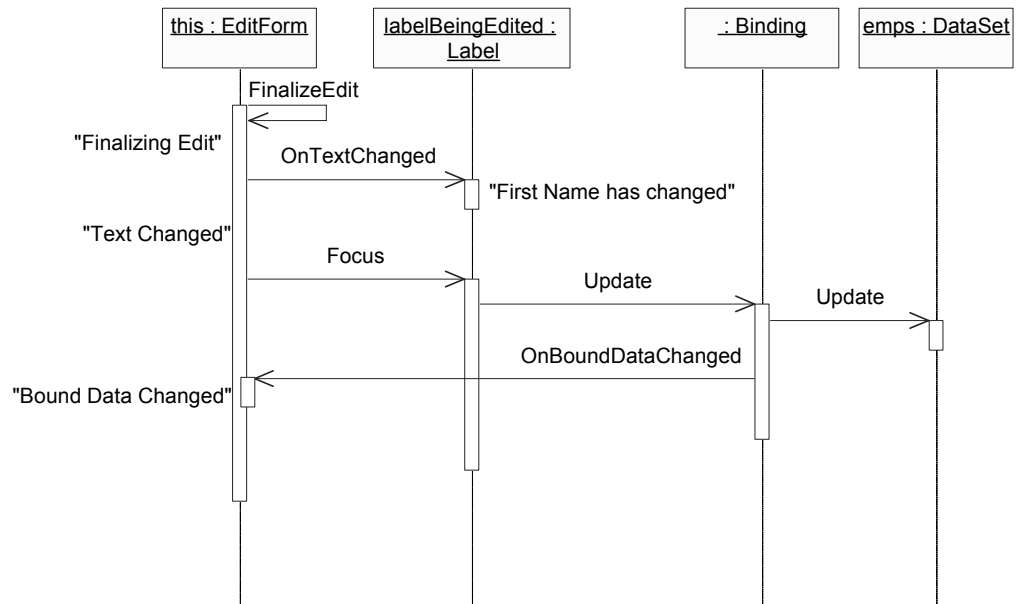 this : EditForm
labelBeingEdited :
Label
: Binding
emps : DataSet
FinalizeEdit
"Finalizing Edit"
OnTextChanged
"First Name has changed"
"Text Changed"
Focus
Update
Update
OnBoundDataChanged
"Bound Data Changed"